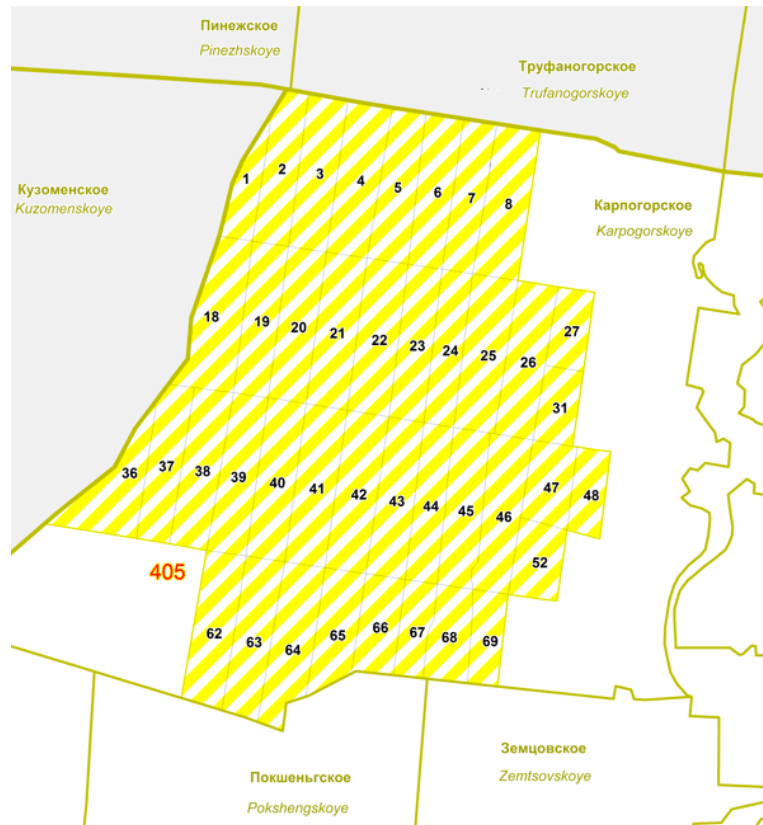 Пинежское
Pinezhskoye
Труфаногорское
Trufanogorskoye
Кузоменское
Kuzomenskoye
Карпогорское
Karpogorskoye
1 2 3 4 5 6 7 8
18 19 20 21 22 23 24 25 26 27
31
36 37 38 39 40 41 42 43 44 45 46 47 48
52
405
62 63 64 65 66 67 68 69
Покшеньгское
Pokshengskoye
Земцовское
Zemtsovskoye